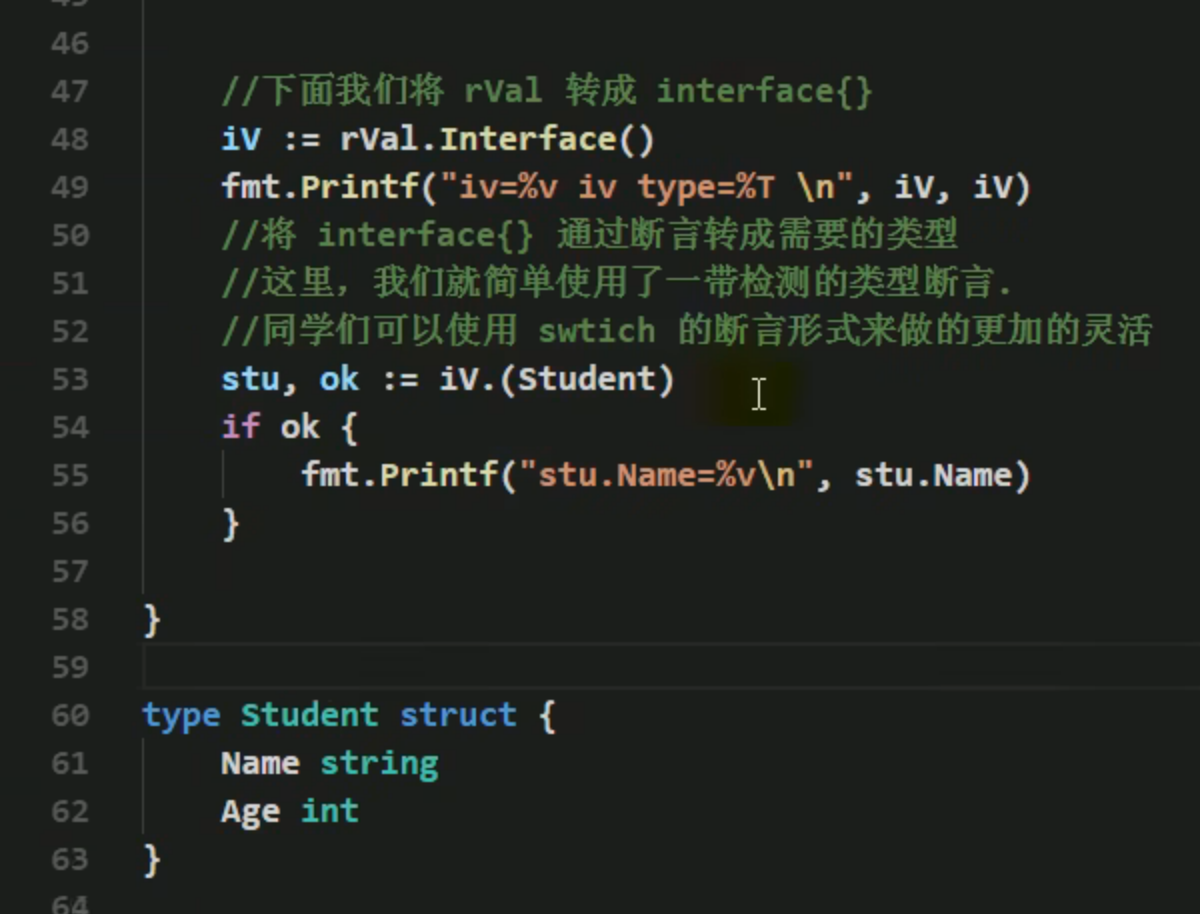 45
46
47 //下面我们将 rVal 转成 interface{}
48 iV := rVal.Interface()
49 fmt.Printf("iv=%v iv type=%T \n", iV, iV)
50 //将 interface{} 通过断言转成需要的类型
51 //这里，我们就简单使用了一带检测的类型断言.
52 //同学们可以使用 swtich 的断言形式来做的更加的灵活
53 stu, ok := iV.(Student)
54 if ok {
55 fmt.Printf("stu.Name=%v\n", stu.Name)
56 }
57
58 }
59
60 type Student struct {
61 Name string
62 Age int
63 }
64